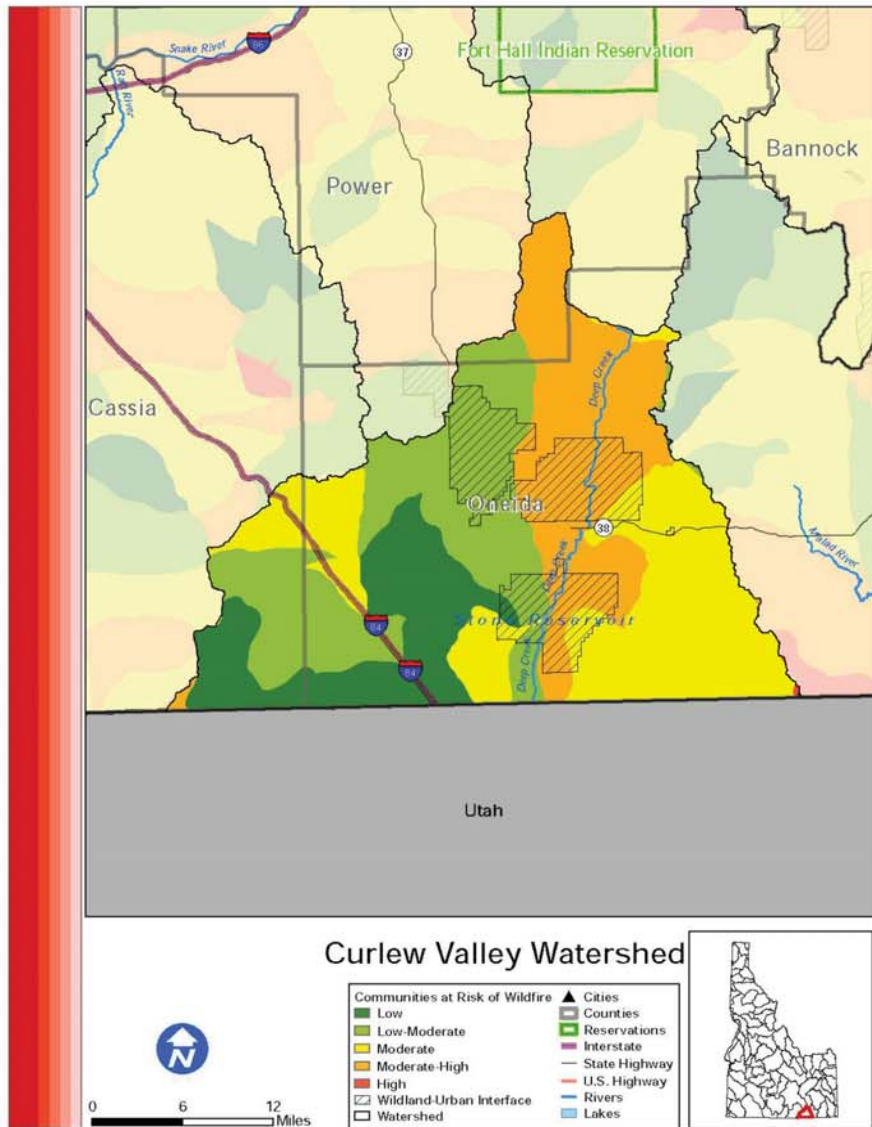 Snake River
86
37
Fort Hall Indian Reservation
Raft River
Bannock
Power
Deep Creek
Cassia
Oneida
38
Deep Creek
Malad River
84
Stone Reservoir
84
Deep Creek
Utah
Curlew Valley Watershed
Communities at Risk of Wildfire
Low
Low-Moderate
Moderate
Moderate-High
High
Wildland-Urban Interface
Watershed
Cities
Counties
Reservations
Interstate
State Highway
U.S. Highway
Rivers
Lakes
N
0 6 12
Miles